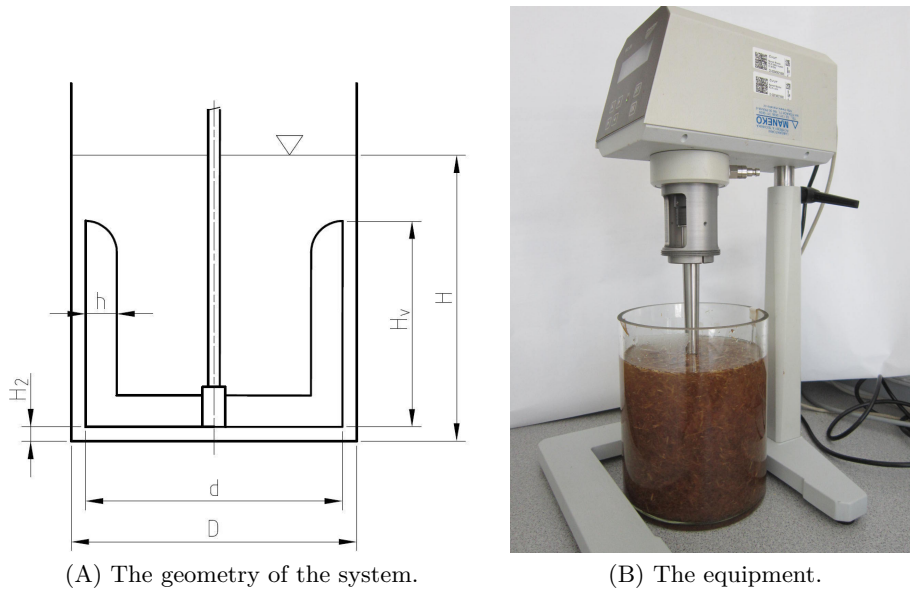 h
H₂
Hᵥ
H
d
D
(A) The geometry of the system.
MANEKO
(B) The equipment.